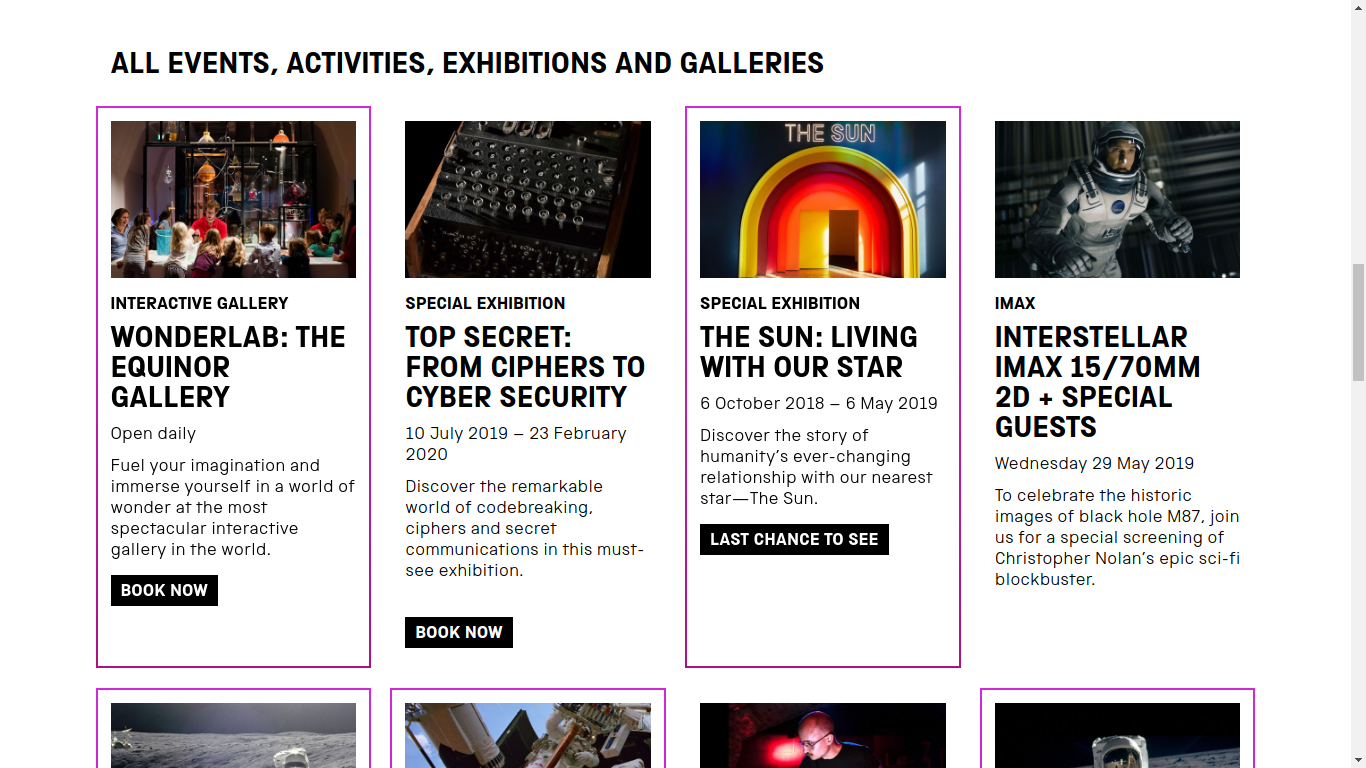 ALL EVENTS, ACTIVITIES, EXHIBITIONS AND GALLERIES
INTERACTIVE GALLERY
WONDERLAB: THE
EQUINOR
GALLERY
Open daily
Fuel your imagination and
immerse yourself in a world of
wonder at the most
spectacular interactive
gallery in the world.
BOOK NOW
SPECIAL EXHIBITION
TOP SECRET:
FROM CIPHERS TO
CYBER SECURITY
10 July 2019 – 23 February
2020
Discover the remarkable
world of codebreaking,
ciphers and secret
communications in this must-
see exhibition.
BOOK NOW
THE SUN
SPECIAL EXHIBITION
THE SUN: LIVING
WITH OUR STAR
6 October 2018 – 6 May 2019
Discover the story of
humanity’s ever-changing
relationship with our nearest
star—The Sun.
LAST CHANCE TO SEE
IMAX
INTERSTELLAR
IMAX 15/70MM
2D + SPECIAL
GUESTS
Wednesday 29 May 2019
To celebrate the historic
images of black hole M87, join
us for a special screening of
Christopher Nolan’s epic sci-fi
blockbuster.